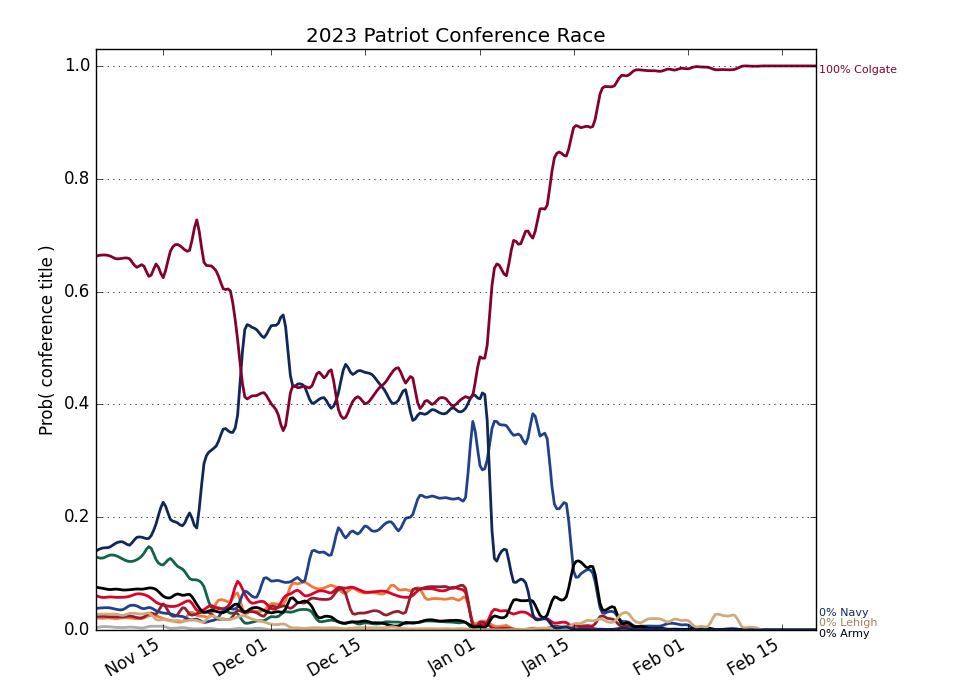 2023 Patriot Conference Race
1.0
100% Colgate
0.8
0.6
Prob( conference title )
0.4
0.2
0% Navy
0% Lehigh
0.0
0% Army
Nov 15
Dec 01
Dec 15
Jan 01
Jan 15
Feb 01
Feb 15